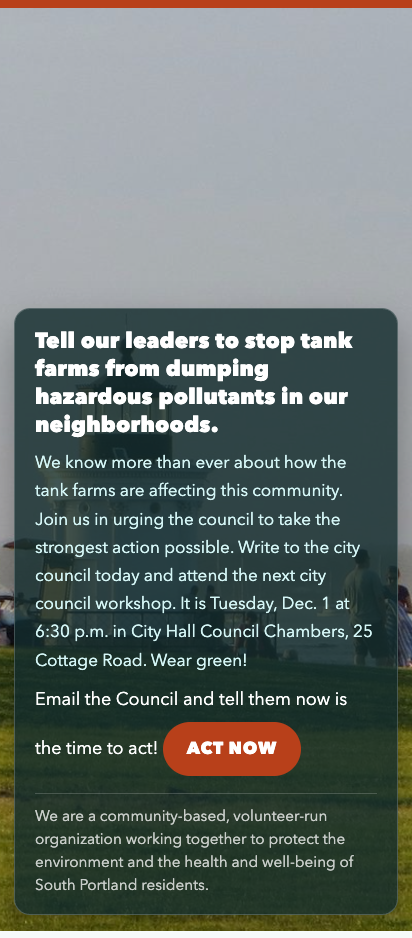 Tell our leaders to stop tank
farms from dumping
hazardous pollutants in our
neighborhoods.
We know more than ever about how the
tank farms are affecting this community.
Join us in urging the council to take the
strongest action possible. Write to the city
council today and attend the next city
council workshop. It is Tuesday, Dec. 1 at
6:30 p.m. in City Hall Council Chambers, 25
Cottage Road. Wear green!
Email the Council and tell them now is
the time to act! ACT NOW
We are a community-based, volunteer-run
organization working together to protect the
environment and the health and well-being of
South Portland residents.